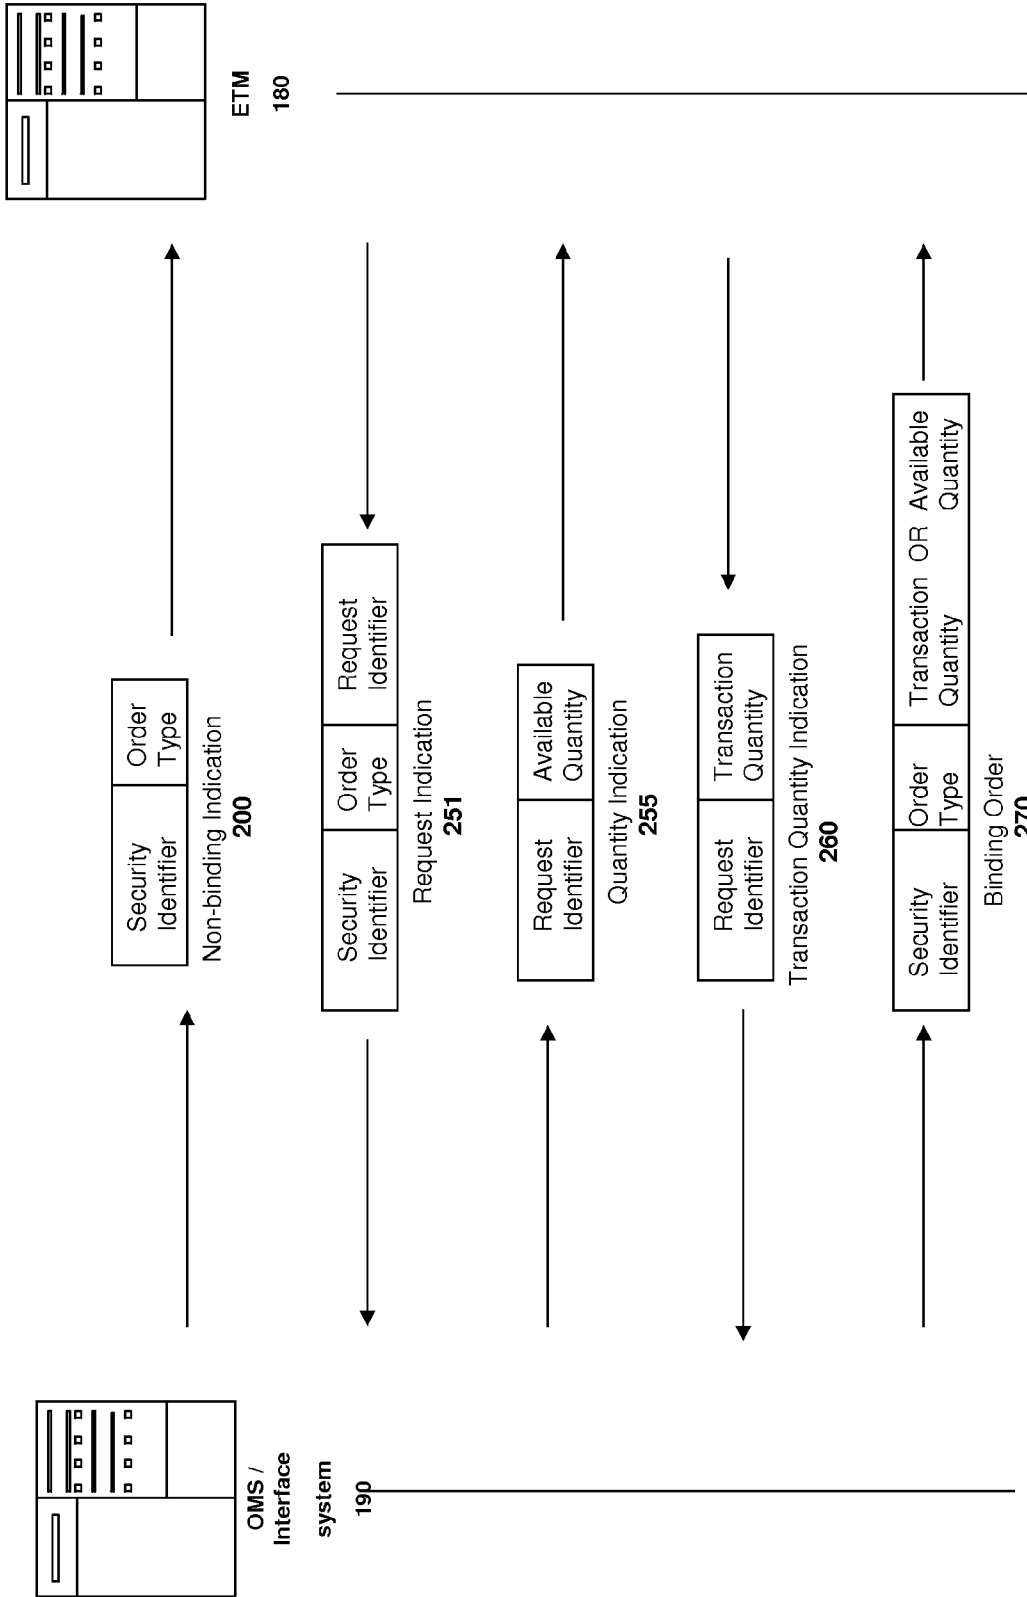 OMS /
Interface
system
190
ETM
180
Security
Identifier
Order
Type
Non-binding Indication
200
Security
Identifier
Order
Type
Request
Identifier
Request Indication
251
Request
Identifier
Available
Quantity
Quantity Indication
255
Request
Identifier
Transaction
Quantity
Transaction Quantity Indication
260
Security
Identifier
Order
Type
Transaction OR Available
Quantity Quantity
Binding Order
270